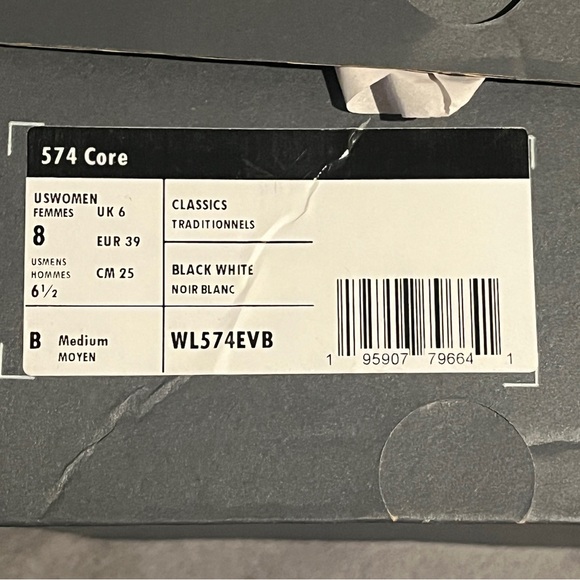 574 Core
USWOMEN
FEMMES UK 6
8 EUR 39
USMENS
HOMMES CM 25
6½
B Medium
MOYEN
CLASSICS
TRADITIONNELS
BLACK WHITE
NOIR BLANC
WL574EVB
1 95907 79664 1